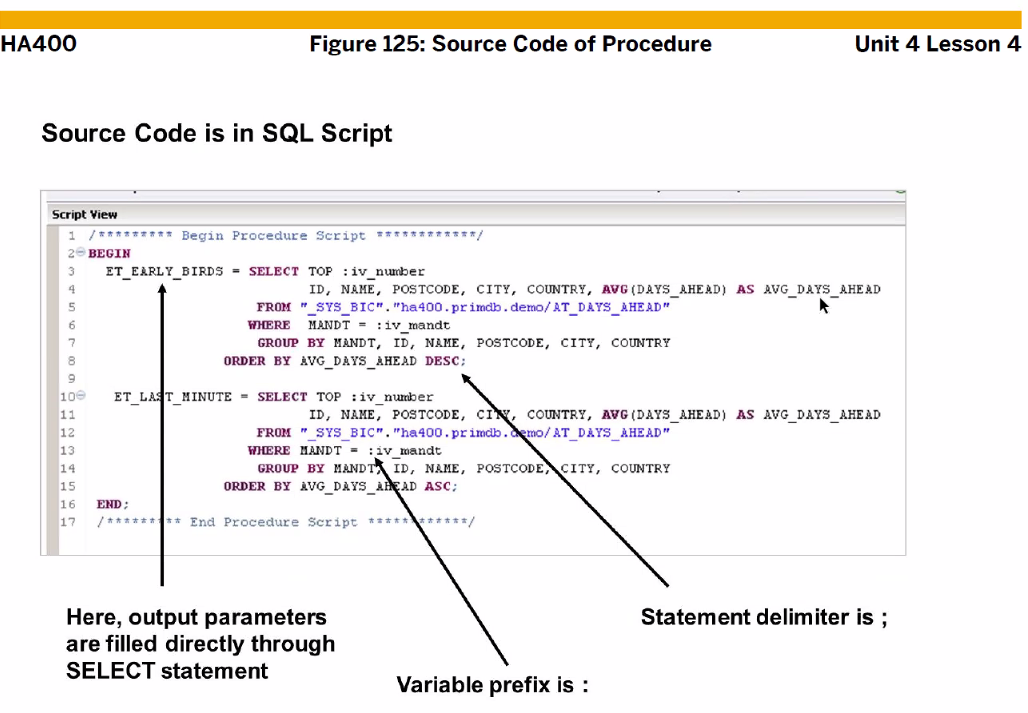 HA400 Figure 125: Source Code of Procedure Unit 4 Lesson 4
Source Code is in SQL Script
Script View
1 /********* Begin Procedure Script ************/
2 BEGIN
3 ET_EARLY_BIRDS = SELECT TOP :iv_number
4 ID, NAME, POSTCODE, CITY, COUNTRY, AVG(DAYS_AHEAD) AS AVG_DAYS_AHEAD
5 FROM "_SYS_BIC"."ha400.primdb.demo/AT_DAYS_AHEAD"
6 WHERE MANDT = :iv_mandt
7 GROUP BY MANDT, ID, NAME, POSTCODE, CITY, COUNTRY
8 ORDER BY AVG_DAYS_AHEAD DESC;
9
10 ET_LAST_MINUTE = SELECT TOP :iv_number
11 ID, NAME, POSTCODE, CITY, COUNTRY, AVG(DAYS_AHEAD) AS AVG_DAYS_AHEAD
12 FROM "_SYS_BIC"."ha400.primdb.demo/AT_DAYS_AHEAD"
13 WHERE MANDT = :iv_mandt
14 GROUP BY MANDT, ID, NAME, POSTCODE, CITY, COUNTRY
15 ORDER BY AVG_DAYS_AHEAD ASC;
16 END;
17 /********* End Procedure Script ************/
Here, output parameters
are filled directly through
SELECT statement
Statement delimiter is ;
Variable prefix is :